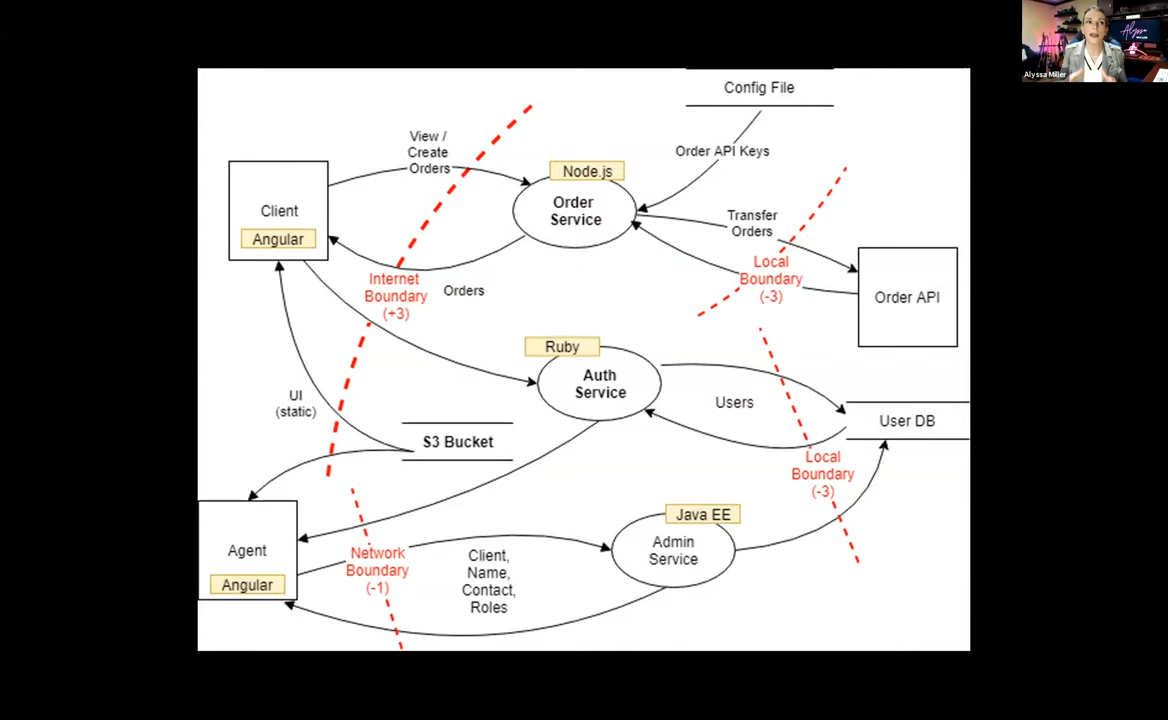 Alyssa
Alyssa Miller
Config File
View /
Create
Orders
Node.js
Order API Keys
Client
Angular
Order
Service
Transfer
Orders
Internet
Boundary
(+3)
Orders
Local
Boundary
(-3)
Order API
Ruby
Auth
Service
UI
(static)
Users
S3 Bucket
User DB
Local
Boundary
(-3)
Java EE
Agent
Angular
Network
Boundary
(-1)
Client,
Name,
Contact,
Roles
Admin
Service